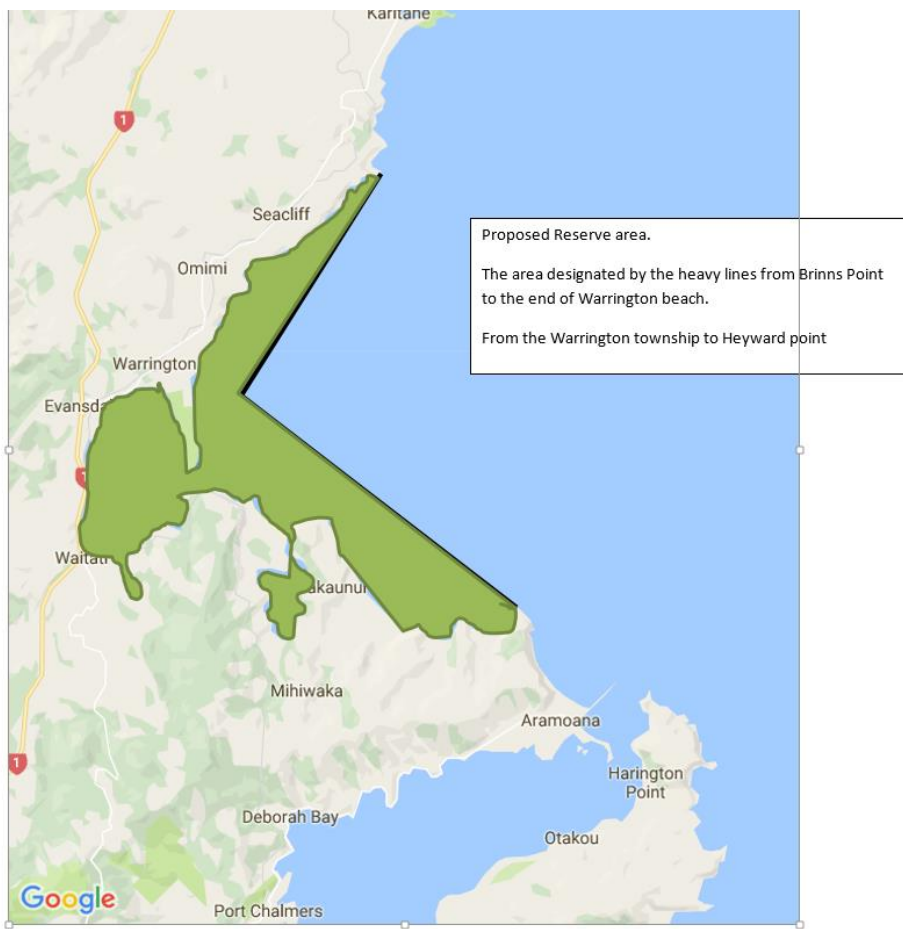 Karitane
1
Seacliff
Proposed Reserve area.
The area designated by the heavy lines from Brinns Point
to the end of Warrington beach.
From the Warrington township to Heyward point
Omimi
Warrington
Evansda
1
Waitati
akaunui
Mihiwaka
Aramoana
1
Harington
Point
Deborah Bay
Otakou
Google
Port Chalmers